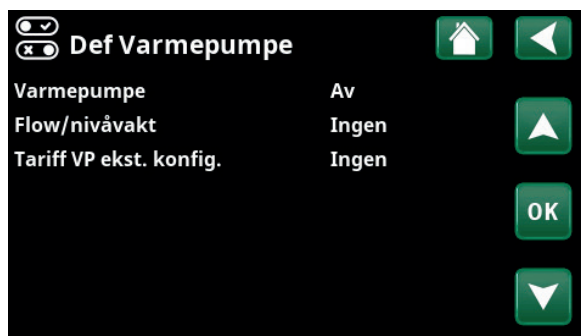 Def Varmepumpe
Varmepumpe Av
Flow/nivåvakt Ingen
Tariff VP ekst. konfig. Ingen
OK